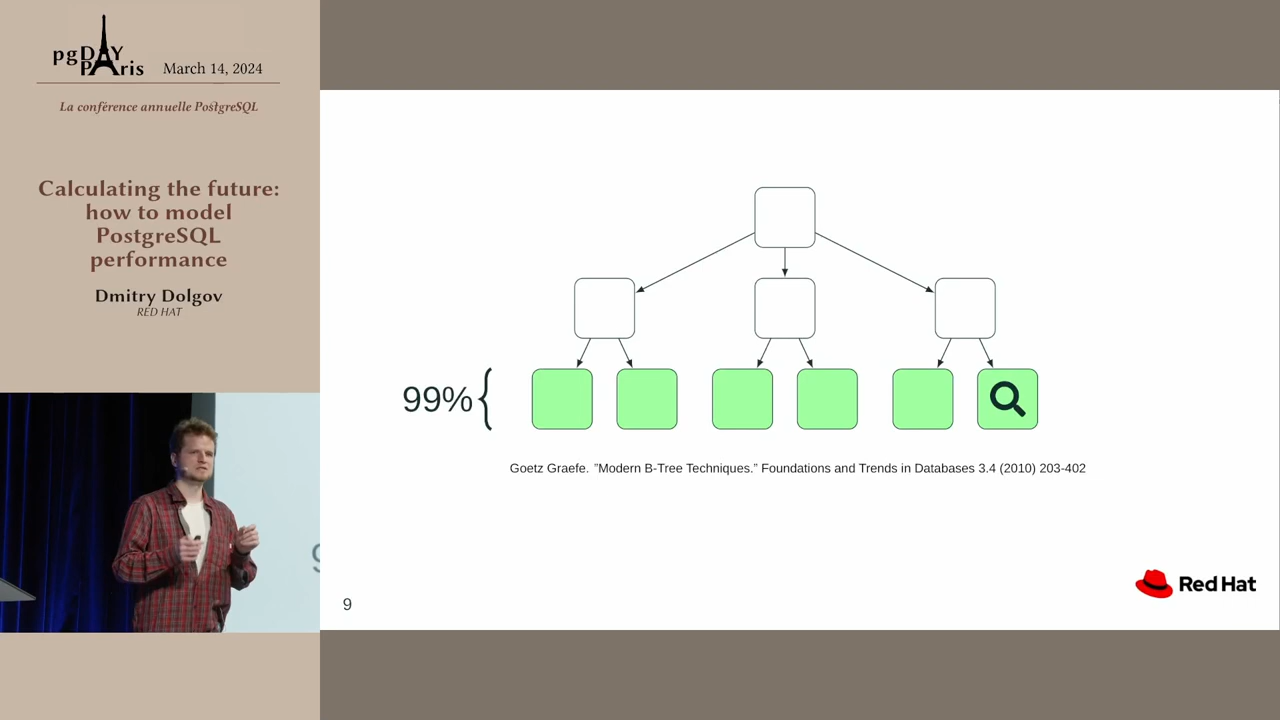 pgDAY
PAris
March 14, 2024
La conférence annuelle PostgreSQL
Calculating the future:
how to model
PostgreSQL
performance
Dmitry Dolgov
RED HAT
99%
Goetz Graefe. "Modern B-Tree Techniques." Foundations and Trends in Databases 3.4 (2010) 203-402
Red Hat
9